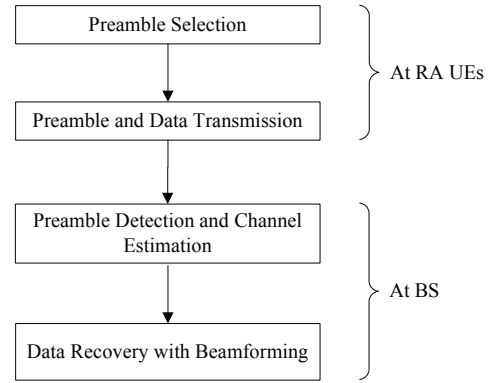 Preamble Selection
At RA UEs
Preamble and Data Transmission
Preamble Detection and Channel
Estimation
At BS
Data Recovery with Beamforming